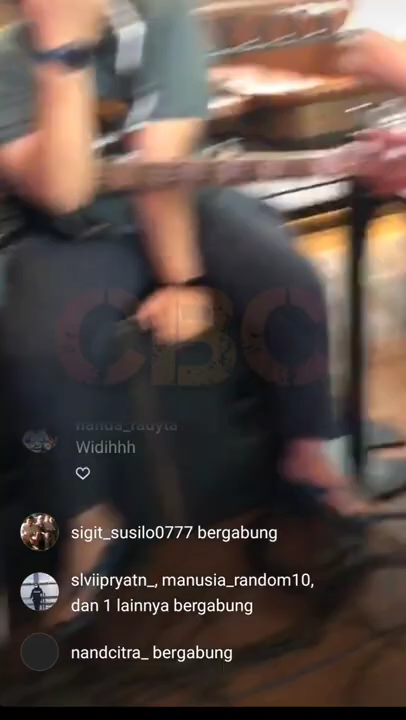 CBC
Widihhh
sigit_susilo0777 bergabung
slviipryatn_, manusia_random10,
dan 1 lainnya bergabung
nandcitra_ bergabung